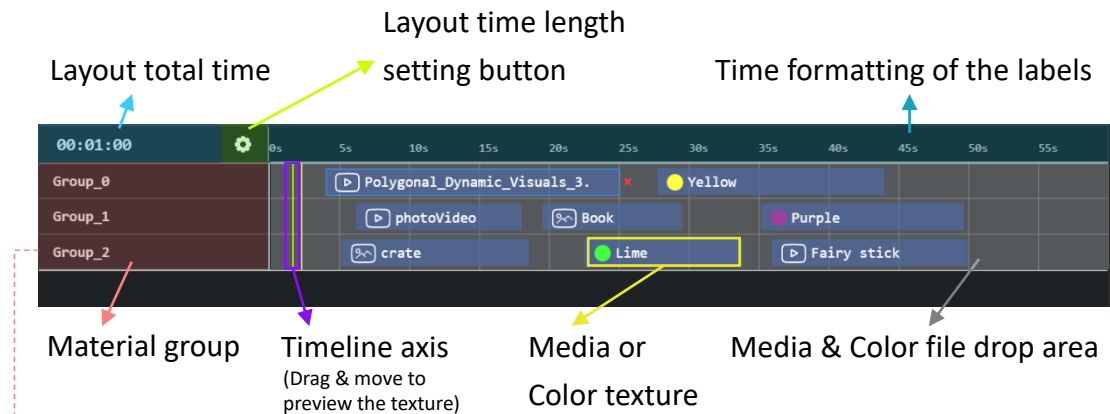 Layout time length
Layout total time
setting button
Time formatting of the labels
00:01:00
0s 5s 10s 15s 20s 25s 30s 35s 40s 45s 50s 55s
Group_0
Polygonal_Dynamic_Visuals_3.
×
Yellow
Group_1
photoVideo
Book
Purple
Group_2
crate
Lime
Fairy stick
Material group
Timeline axis
(Drag & move to
preview the texture)
Media or
Color texture
Media & Color file drop area